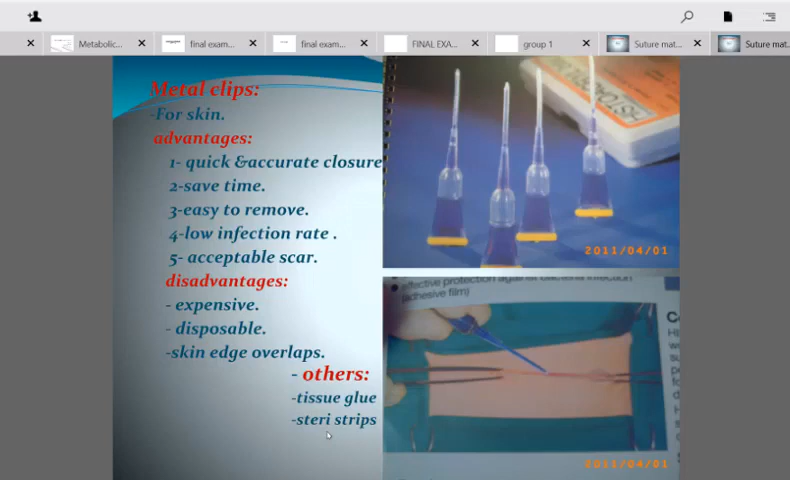 Metabolic...
final exam...
final exam...
FINAL EXA...
group 1
Suture mat...
Suture mat
Metal clips:
-For skin.
advantages:
1- quick &accurate closure
2-save time.
3-easy to remove.
4-low infection rate .
5- acceptable scar.
disadvantages:
- expensive.
- disposable.
-skin edge overlaps.
- others:
-tissue glue
-steri strips
2011/04/01
effective protection against bacterial infection
(adhesive film)
2011/04/01